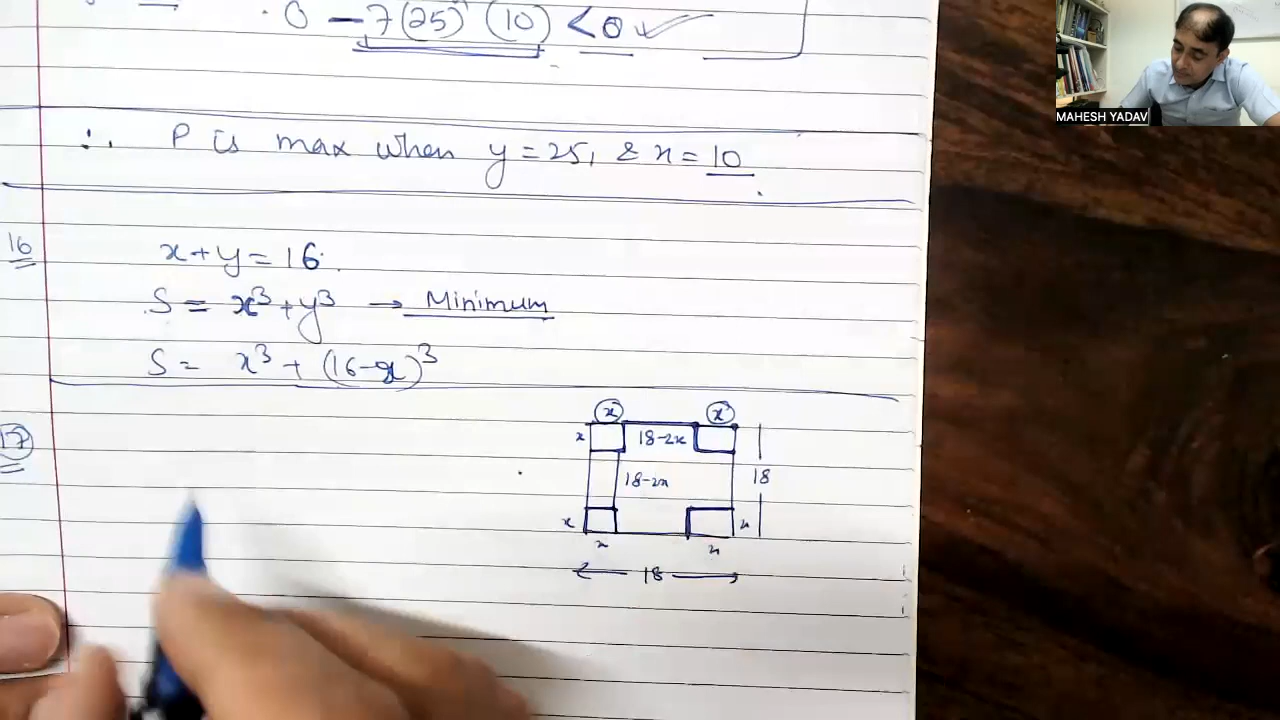 0 - 7(25) (10) < 0 ✓
∴ P is max when y = 25, & x = 10
16 x + y = 16.
S = x³ + y³ → Minimum
S = x³ + (16-x)³
17
x x
x 18-2x
18-2x 18
x x
x x
18
MAHESH YADAV